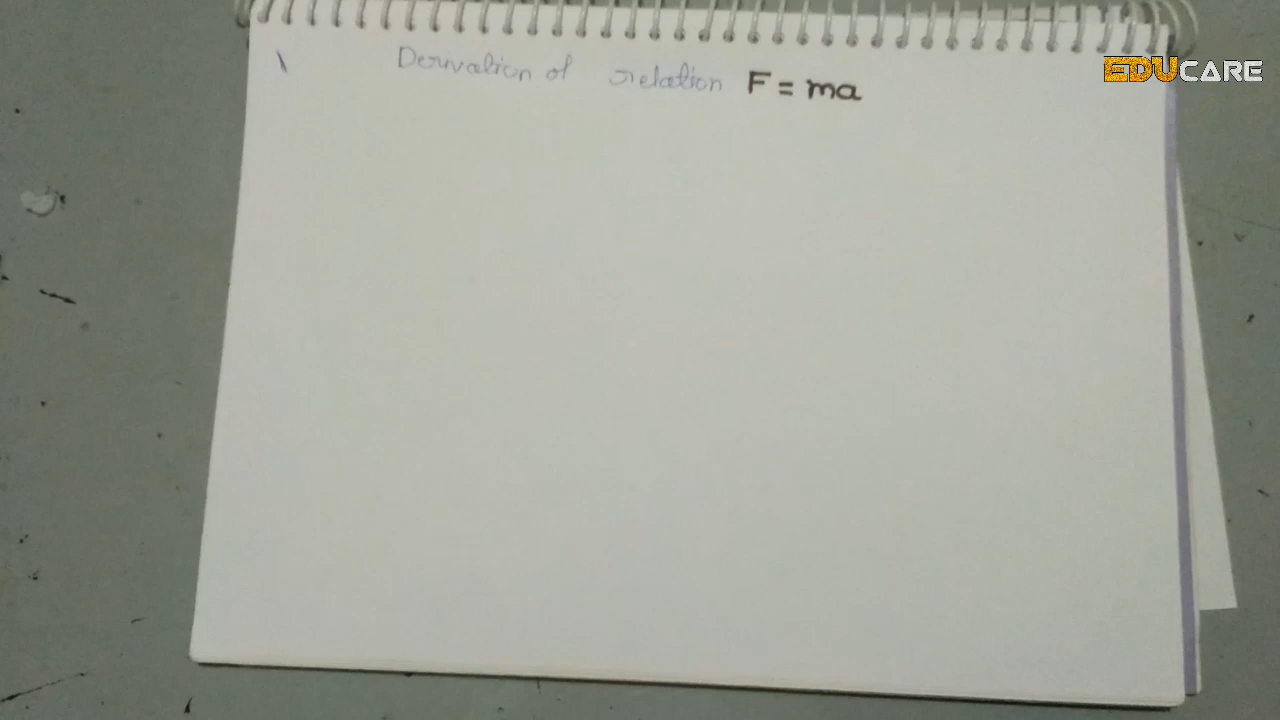 Derivation of relation F = ma
EDUCARE